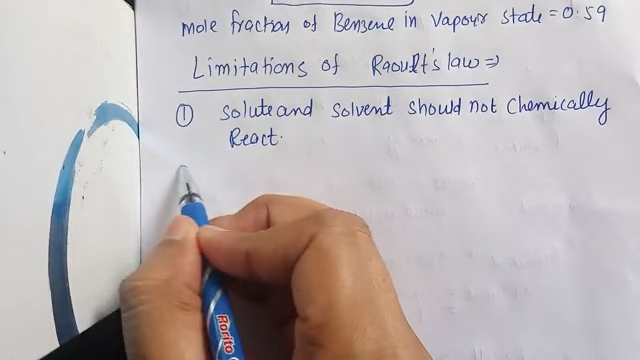 mole fraction of Benzene in Vapour state = 0.59
Limitations of Raoult's law ⇒
① Solute and Solvent Should not Chemically
React.
Rorito